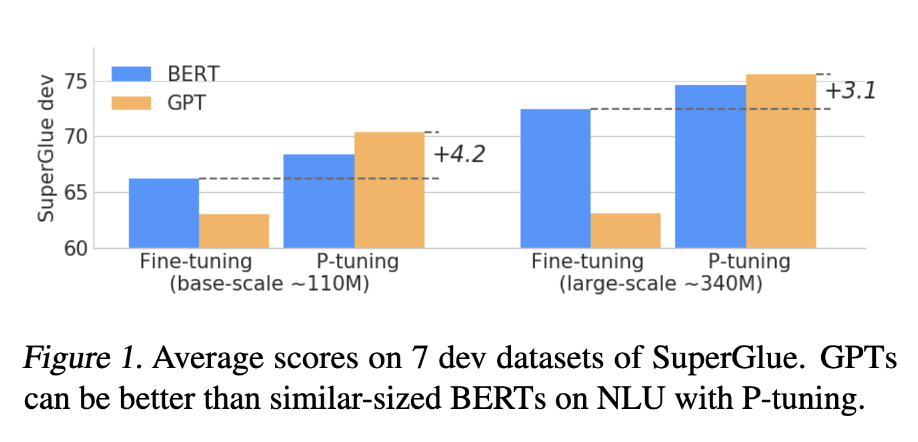 SuperGlue dev
75
70
65
60
BERT
GPT
+4.2
+3.1
Fine-tuning P-tuning Fine-tuning P-tuning
(base-scale ~110M) (large-scale ~340M)
Figure 1. Average scores on 7 dev datasets of SuperGlue. GPTs
can be better than similar-sized BERTs on NLU with P-tuning.